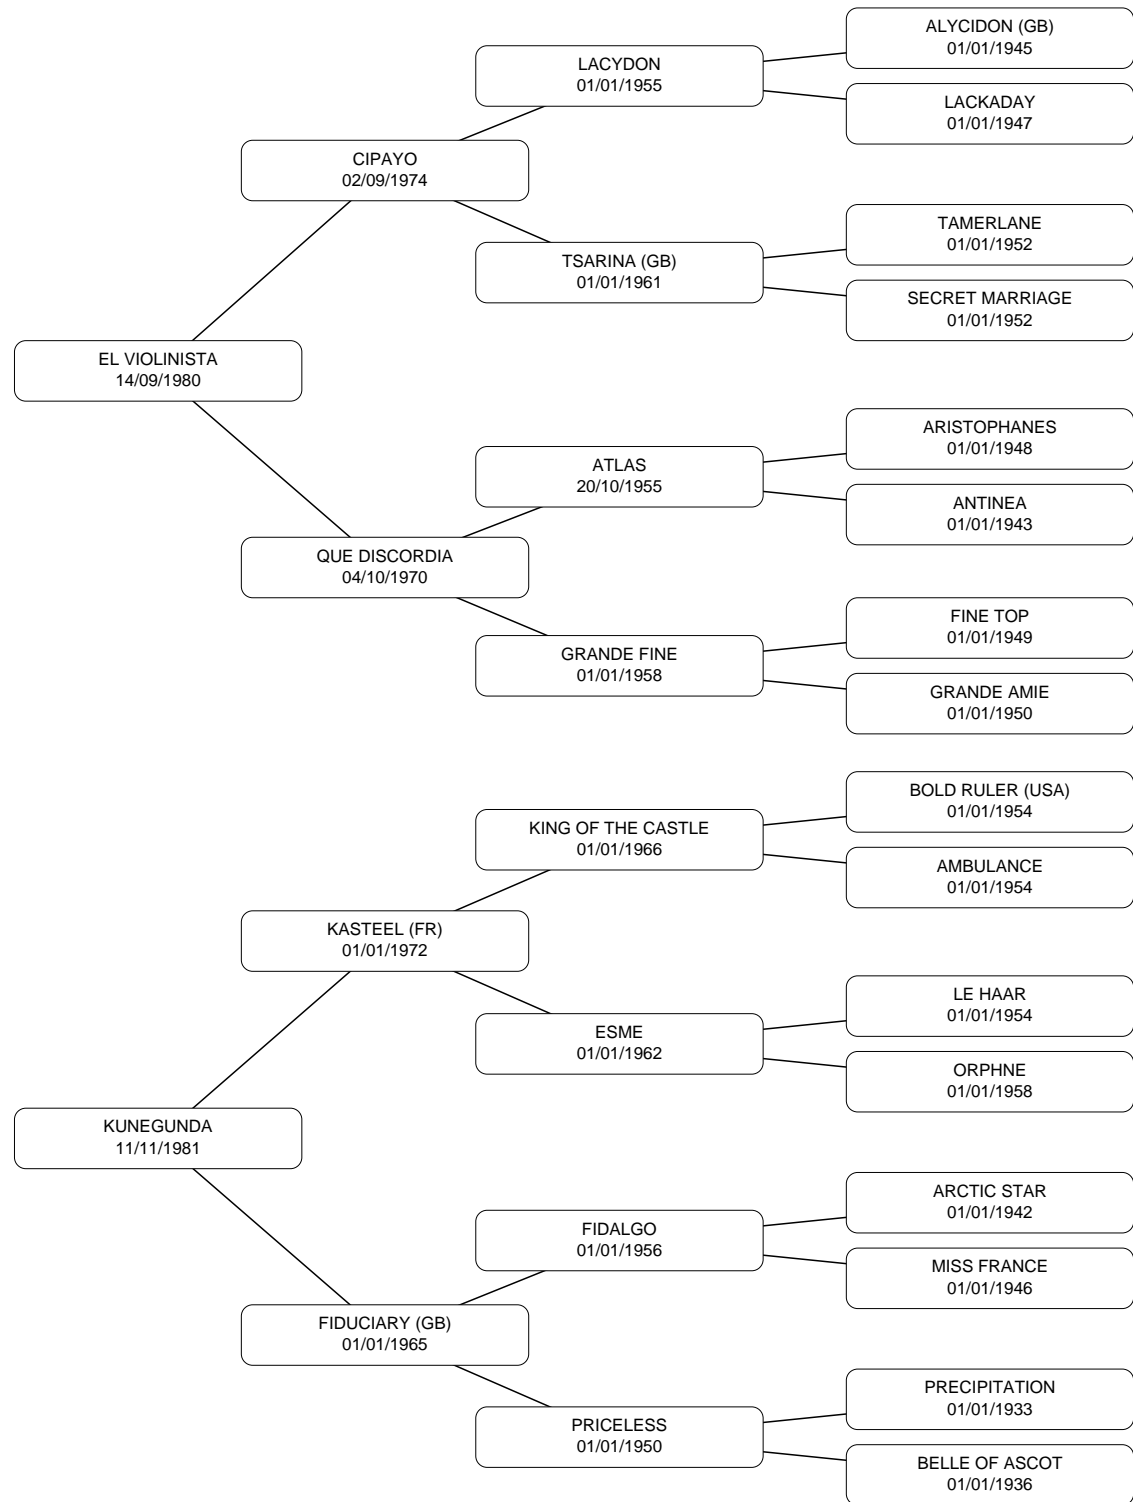 ALYCIDON (GB)
01/01/1945
LACYDON
01/01/1955
LACKADAY
01/01/1947
CIPAYO
02/09/1974
TAMERLANE
01/01/1952
TSARINA (GB)
01/01/1961
SECRET MARRIAGE
01/01/1952
EL VIOLINISTA
14/09/1980
ARISTOPHANES
01/01/1948
ATLAS
20/10/1955
ANTINEA
01/01/1943
QUE DISCORDIA
04/10/1970
FINE TOP
01/01/1949
GRANDE FINE
01/01/1958
GRANDE AMIE
01/01/1950
BOLD RULER (USA)
01/01/1954
KING OF THE CASTLE
01/01/1966
AMBULANCE
01/01/1954
KASTEEL (FR)
01/01/1972
LE HAAR
01/01/1954
ESME
01/01/1962
ORPHNE
01/01/1958
KUNEGUNDA
11/11/1981
ARCTIC STAR
01/01/1942
FIDALGO
01/01/1956
MISS FRANCE
01/01/1946
FIDUCIARY (GB)
01/01/1965
PRECIPITATION
01/01/1933
PRICELESS
01/01/1950
BELLE OF ASCOT
01/01/1936